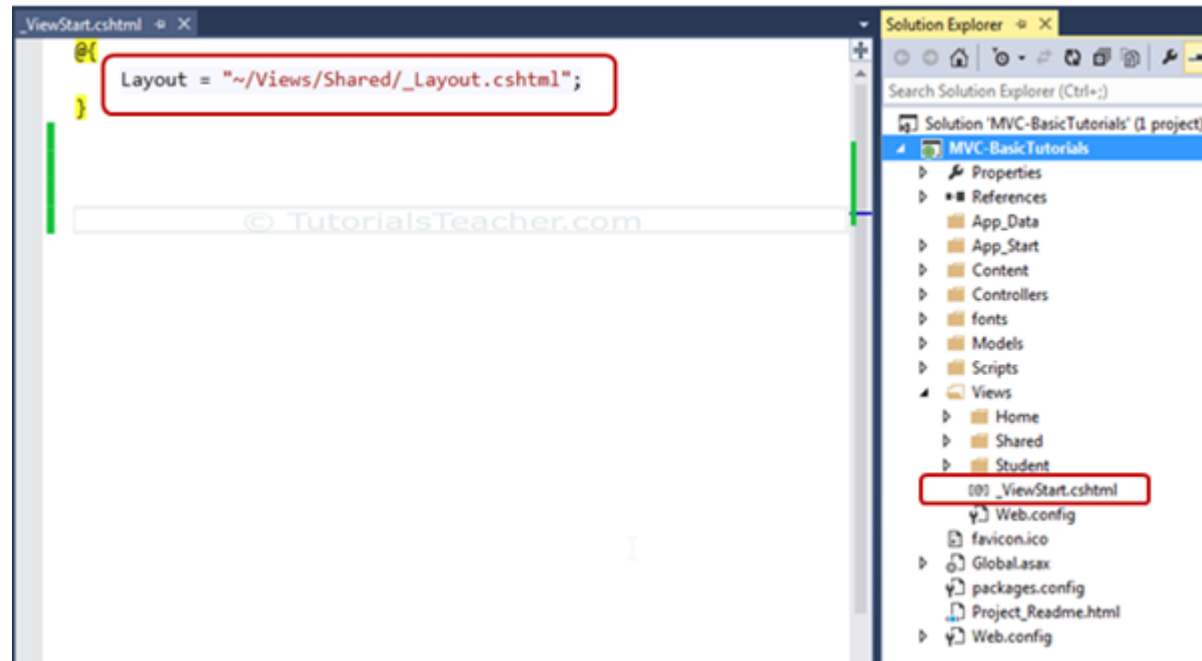 _ViewStart.cshtml
@{
Layout = "~/Views/Shared/_Layout.cshtml";
}
© TutorialsTeacher.com
Solution Explorer
Search Solution Explorer (Ctrl+;)
Solution 'MVC-BasicTutorials' (1 project)
MVC-BasicTutorials
Properties
References
App_Data
App_Start
Content
Controllers
fonts
Models
Scripts
Views
Home
Shared
Student
_ViewStart.cshtml
Web.config
favicon.ico
Global.asax
packages.config
Project_Readme.html
Web.config